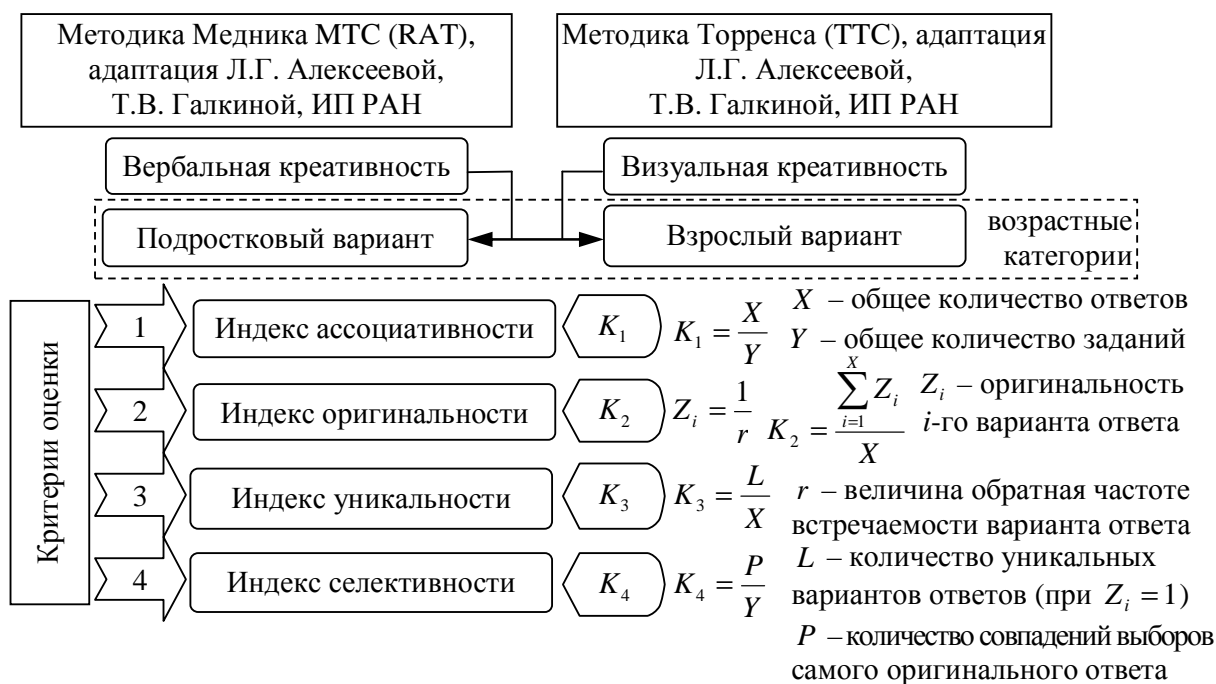 Методика Медника МТС (RAT),
адаптация Л.Г. Алексеевой,
Т.В. Галкиной, ИП РАН
Методика Торренса (ТТС), адаптация
Л.Г. Алексеевой,
Т.В. Галкиной, ИП РАН
Вербальная креативность
Визуальная креативность
Подростковый вариант
Взрослый вариант
возрастные
категории
Критерии оценки
1
Индекс ассоциативности
K₁
K₁ = X/Y
X – общее количество ответов
Y – общее количество заданий
2
Индекс оригинальности
K₂
Zᵢ = 1/r
K₂ = ∑ᵢ₌₁ˣ Zᵢ / X
Zᵢ – оригинальность
i-го варианта ответа
3
Индекс уникальности
K₃
K₃ = L/X
r – величина обратная частоте
встречаемости варианта ответа
4
Индекс селективности
K₄
K₄ = P/Y
L – количество уникальных
вариантов ответов (при Zᵢ = 1)
P – количество совпадений выборов
самого оригинального ответа